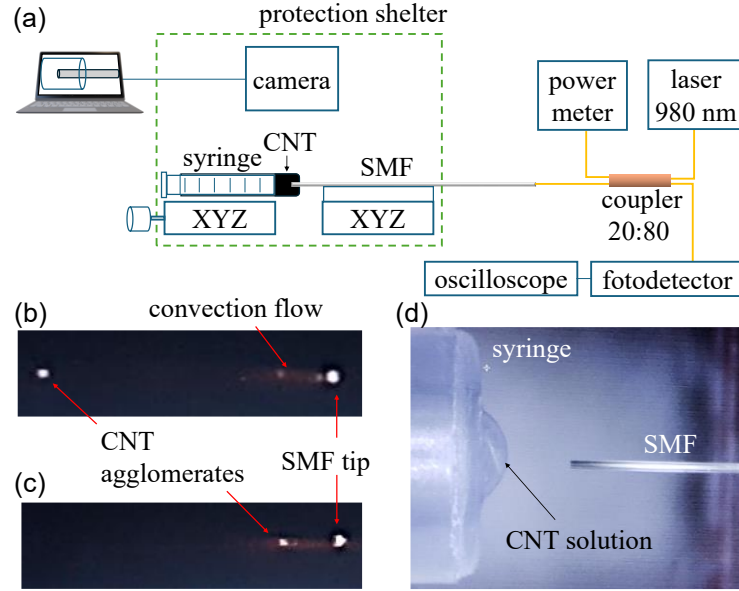 (a)
protection shelter
camera
power
meter
laser
980 nm
CNT
syringe
SMF
XYZ
XYZ
coupler
20:80
oscilloscope
fotodetector
(b)
convection flow
(d)
syringe
CNT
agglomerates
SMF tip
SMF
(c)
CNT solution